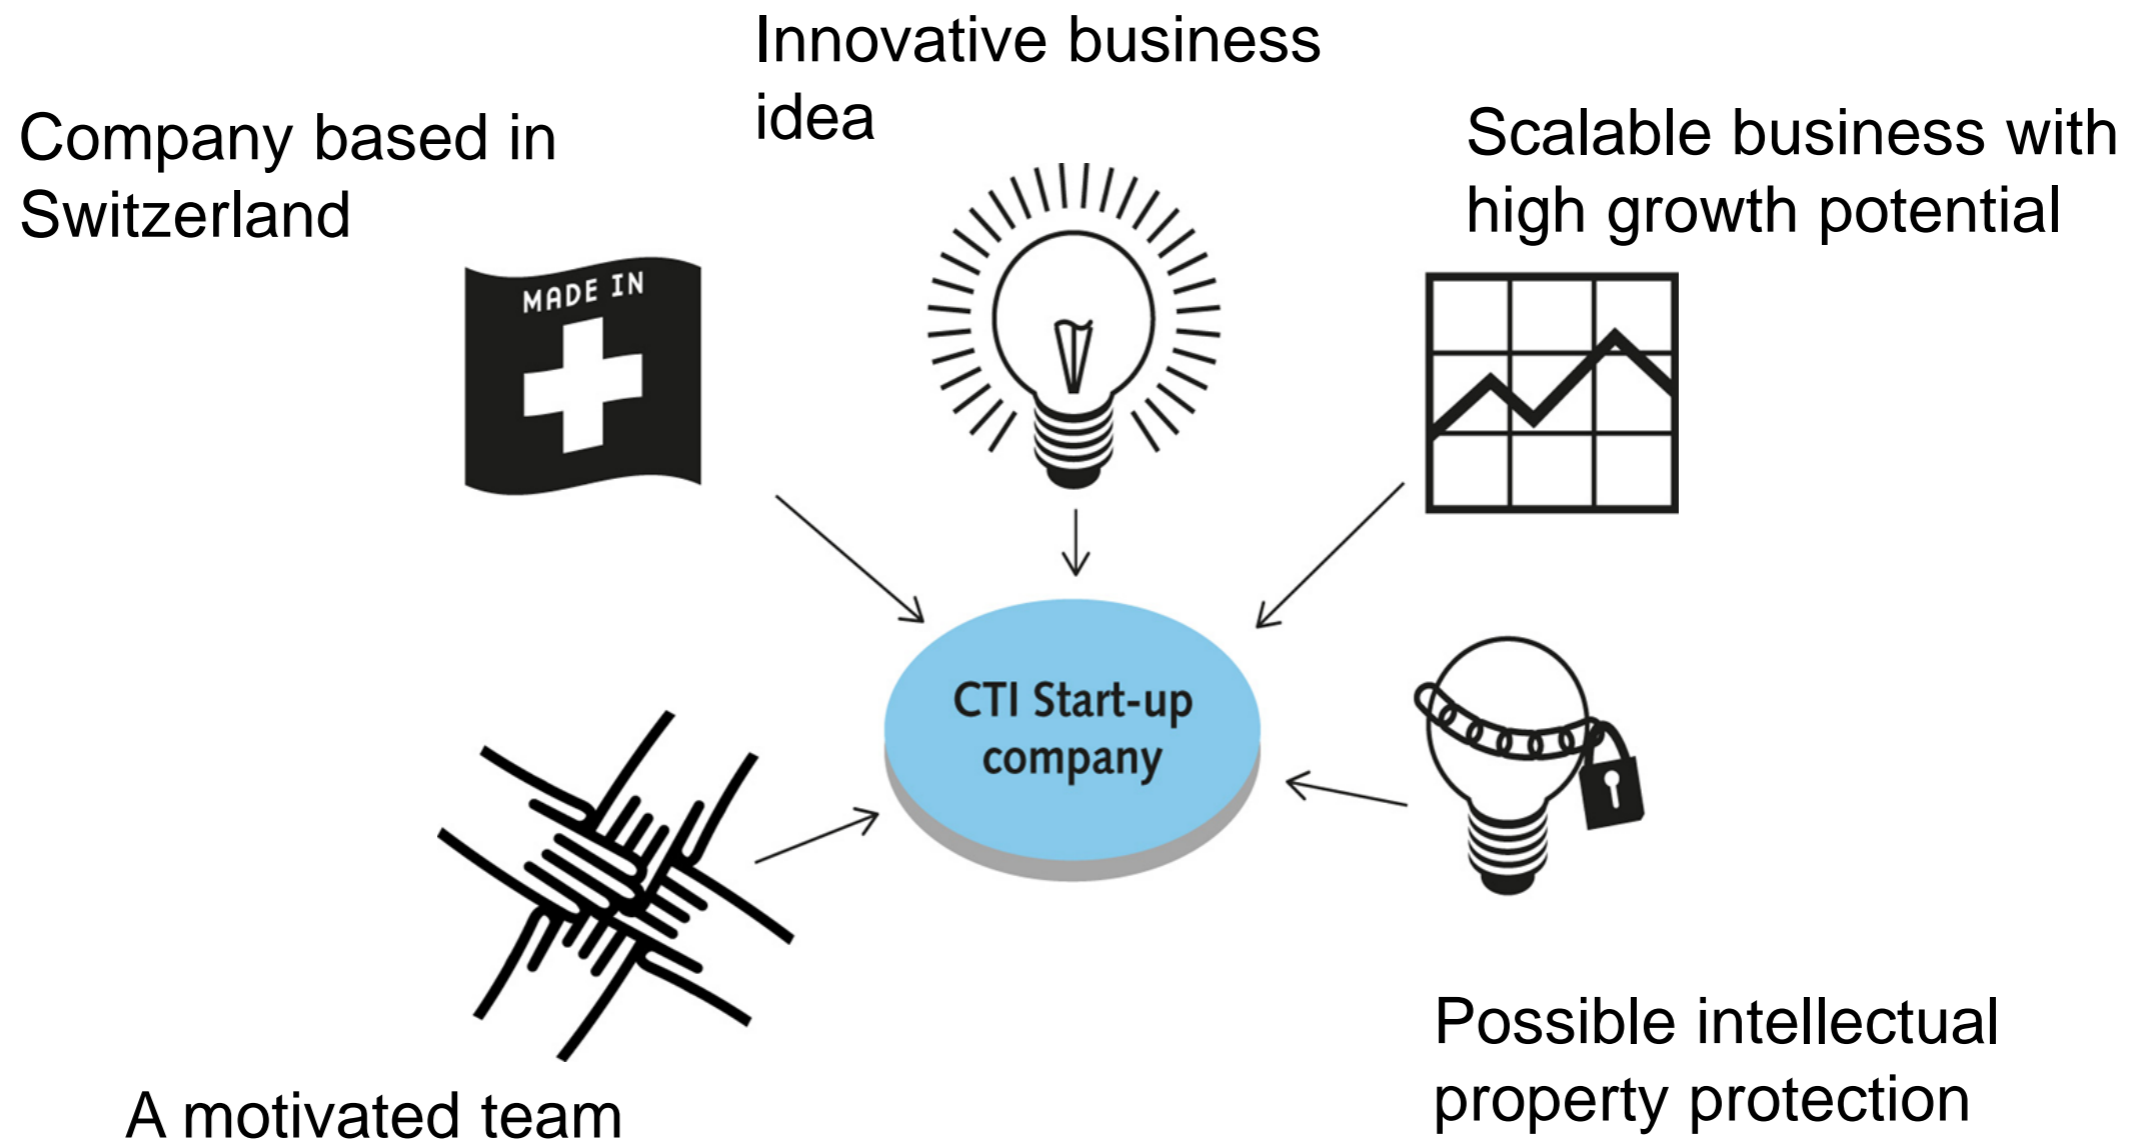 Innovative business
idea
Company based in
Switzerland
Scalable business with
high growth potential
MADE IN
CTI Start-up
company
A motivated team
Possible intellectual
property protection